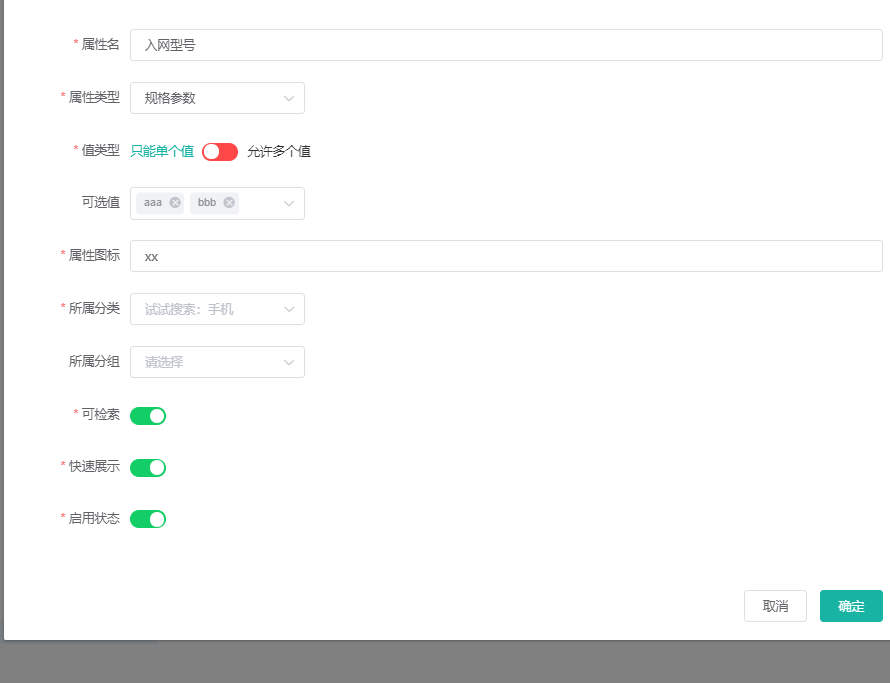 * 属性名 入网型号
* 属性类型 规格参数
* 值类型 只能单个值 允许多个值
可选值 aaa bbb
* 属性图标 xx
* 所属分类 试试搜索：手机
所属分组 请选择
* 可检索
* 快速展示
* 启用状态
取消 确定